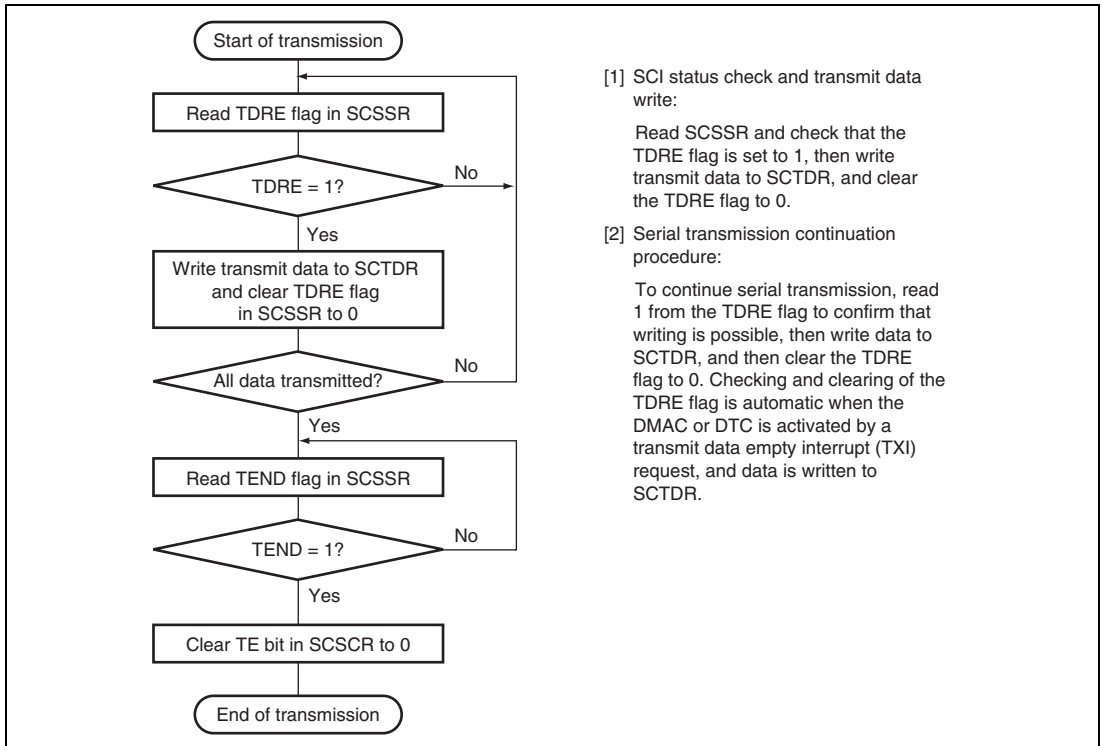 Start of transmission
Read TDRE flag in SCSSR
TDRE = 1?
No
Yes
Write transmit data to SCTDR
and clear TDRE flag
in SCSSR to 0
All data transmitted?
No
Yes
Read TEND flag in SCSSR
TEND = 1?
No
Yes
Clear TE bit in SCSCR to 0
End of transmission
[1] SCI status check and transmit data
write:
Read SCSSR and check that the
TDRE flag is set to 1, then write
transmit data to SCTDR, and clear
the TDRE flag to 0.
[2] Serial transmission continuation
procedure:
To continue serial transmission, read
1 from the TDRE flag to confirm that
writing is possible, then write data to
SCTDR, and then clear the TDRE
flag to 0. Checking and clearing of the
TDRE flag is automatic when the
DMAC or DTC is activated by a
transmit data empty interrupt (TXI)
request, and data is written to
SCTDR.